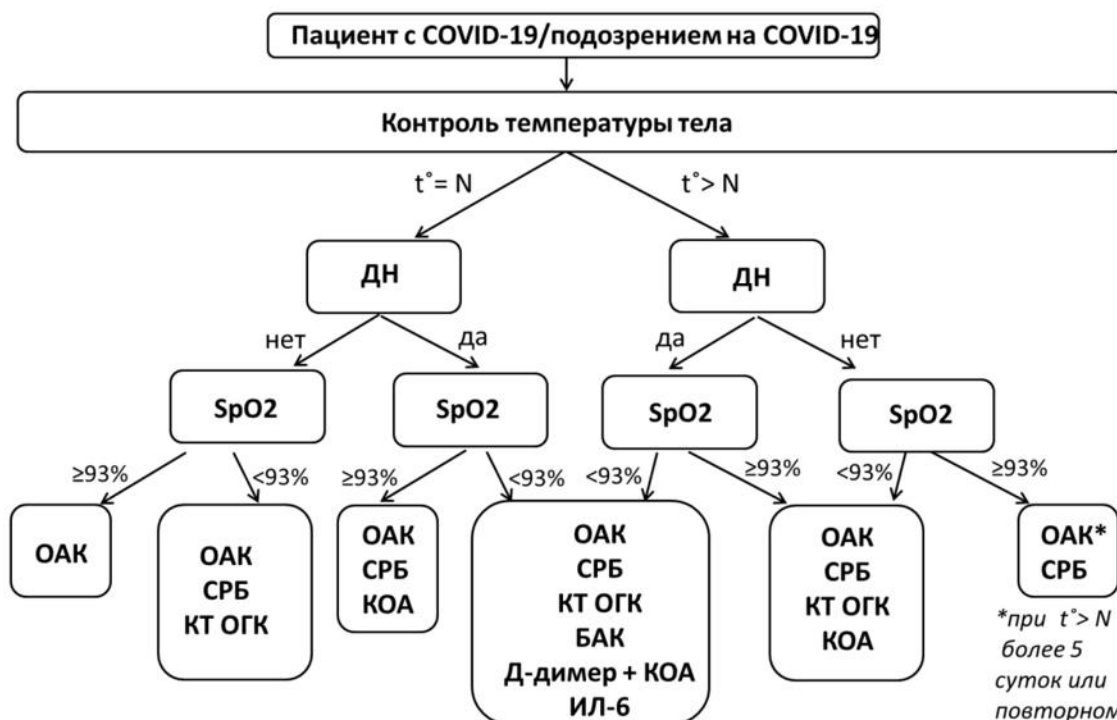 Пациент с COVID-19/подозрением на COVID-19
Контроль температуры тела
t˚= N
t˚> N
ДН
ДН
нет
да
да
нет
SpO2
SpO2
SpO2
SpO2
≥93%
<93%
≥93%
<93%
<93%
≥93%
<93%
≥93%
ОАК
ОАК
СРБ
КТ ОГК
ОАК
СРБ
КОА
ОАК
СРБ
КТ ОГК
БАК
Д-димер + КОА
ИЛ-6
ОАК
СРБ
КТ ОГК
КОА
ОАК*
СРБ
*при t˚> N
более 5
суток или
повторном